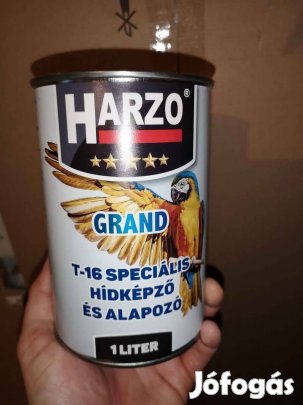 HARZO®
GRAND
T-16 SPECIÁLIS
HÍDKÉPZŐ
ÉS ALAPOZÓ
1 LITER
Jófogás